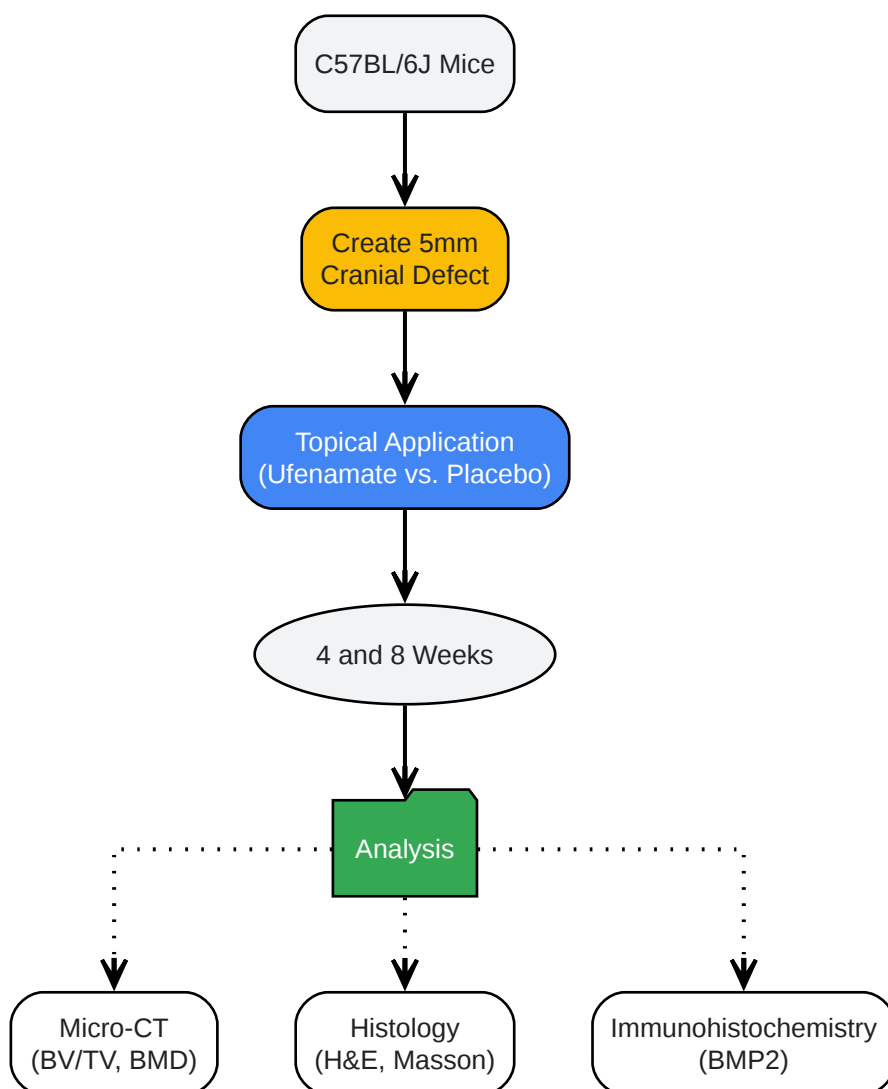 C57BL/6J Mice
Create 5mm
Cranial Defect
Topical Application
(Ufenamate vs. Placebo)
4 and 8 Weeks
Analysis
Micro-CT
(BV/TV, BMD)
Histology
(H&E, Masson)
Immunohistochemistry
(BMP2)